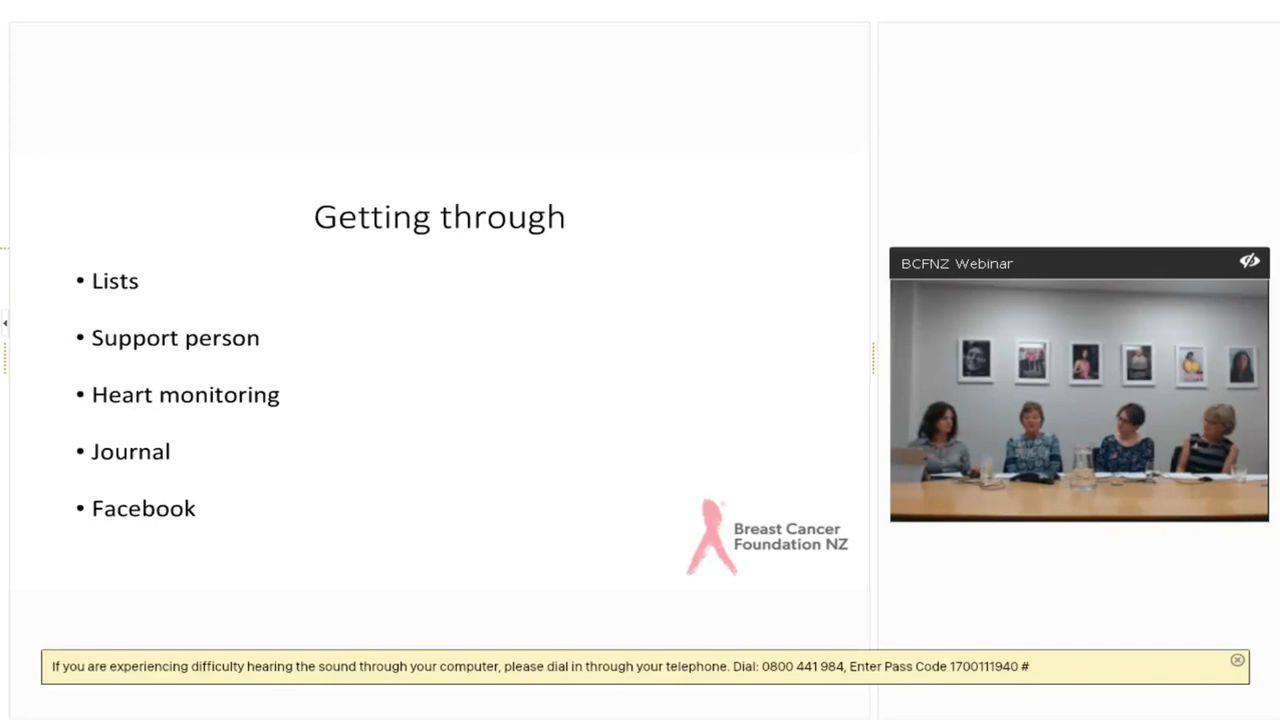 Getting through
• Lists
• Support person
• Heart monitoring
• Journal
• Facebook
Breast Cancer
Foundation NZ
BCFNZ Webinar
If you are experiencing difficulty hearing the sound through your computer, please dial in through your telephone. Dial: 0800 441 984, Enter Pass Code 1700111940 #